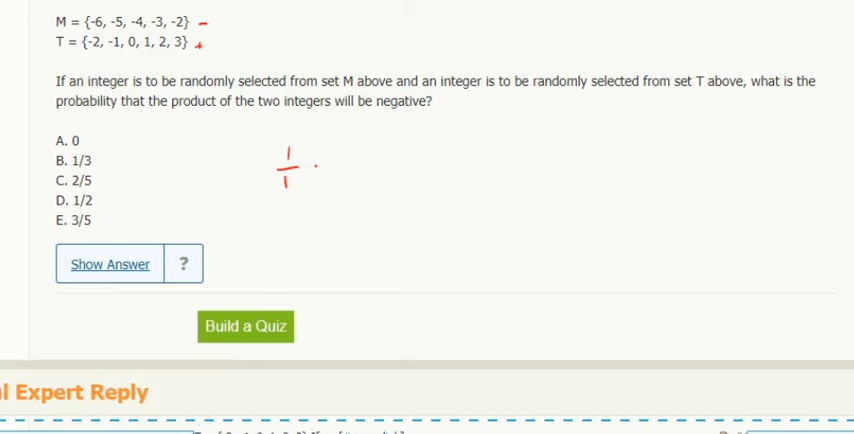 M = {-6, -5, -4, -3, -2} -
T = {-2, -1, 0, 1, 2, 3} +
If an integer is to be randomly selected from set M above and an integer is to be randomly selected from set T above, what is the
probability that the product of the two integers will be negative?
A. 0
B. 1/3
C. 2/5
D. 1/2
E. 3/5
1
1
.
Show Answer
?
Build a Quiz
l Expert Reply